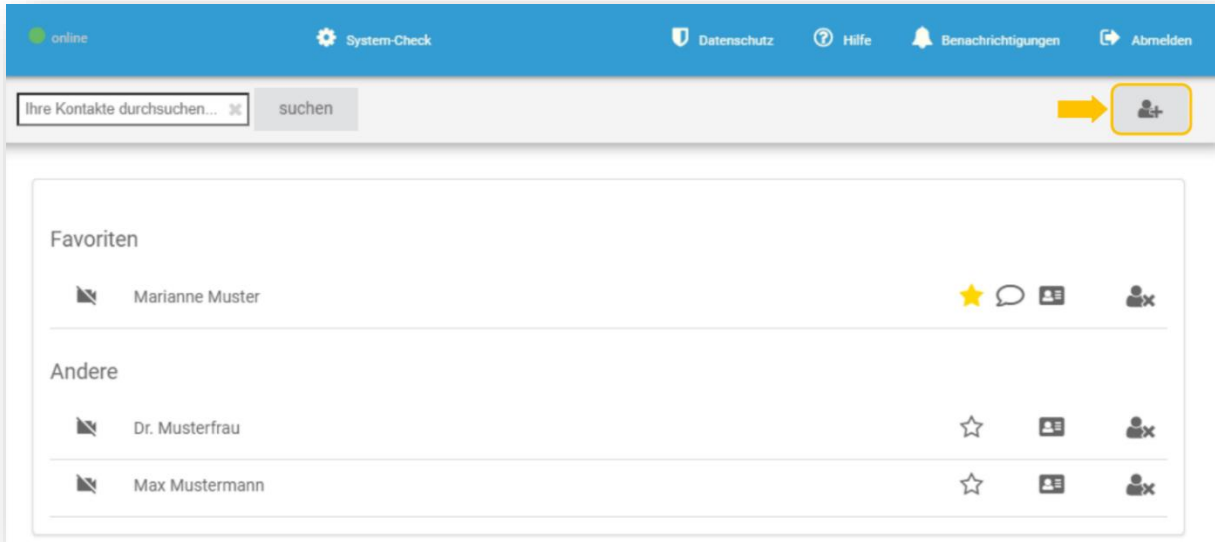 online System-Check Datenschutz Hilfe Benachrichtigungen Abmelden
Ihre Kontakte durchsuchen... suchen
Favoriten
Marianne Muster
Andere
Dr. Musterfrau
Max Mustermann